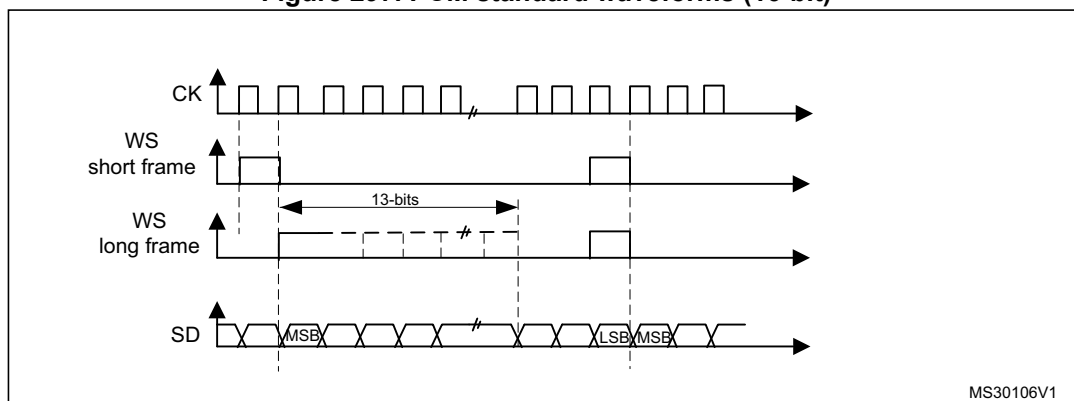 Figure PCM standard waveforms (16-bit)
CK
WS
short frame
13-bits
WS
long frame
SD
MSB
LSB
MSB
MS30106V1